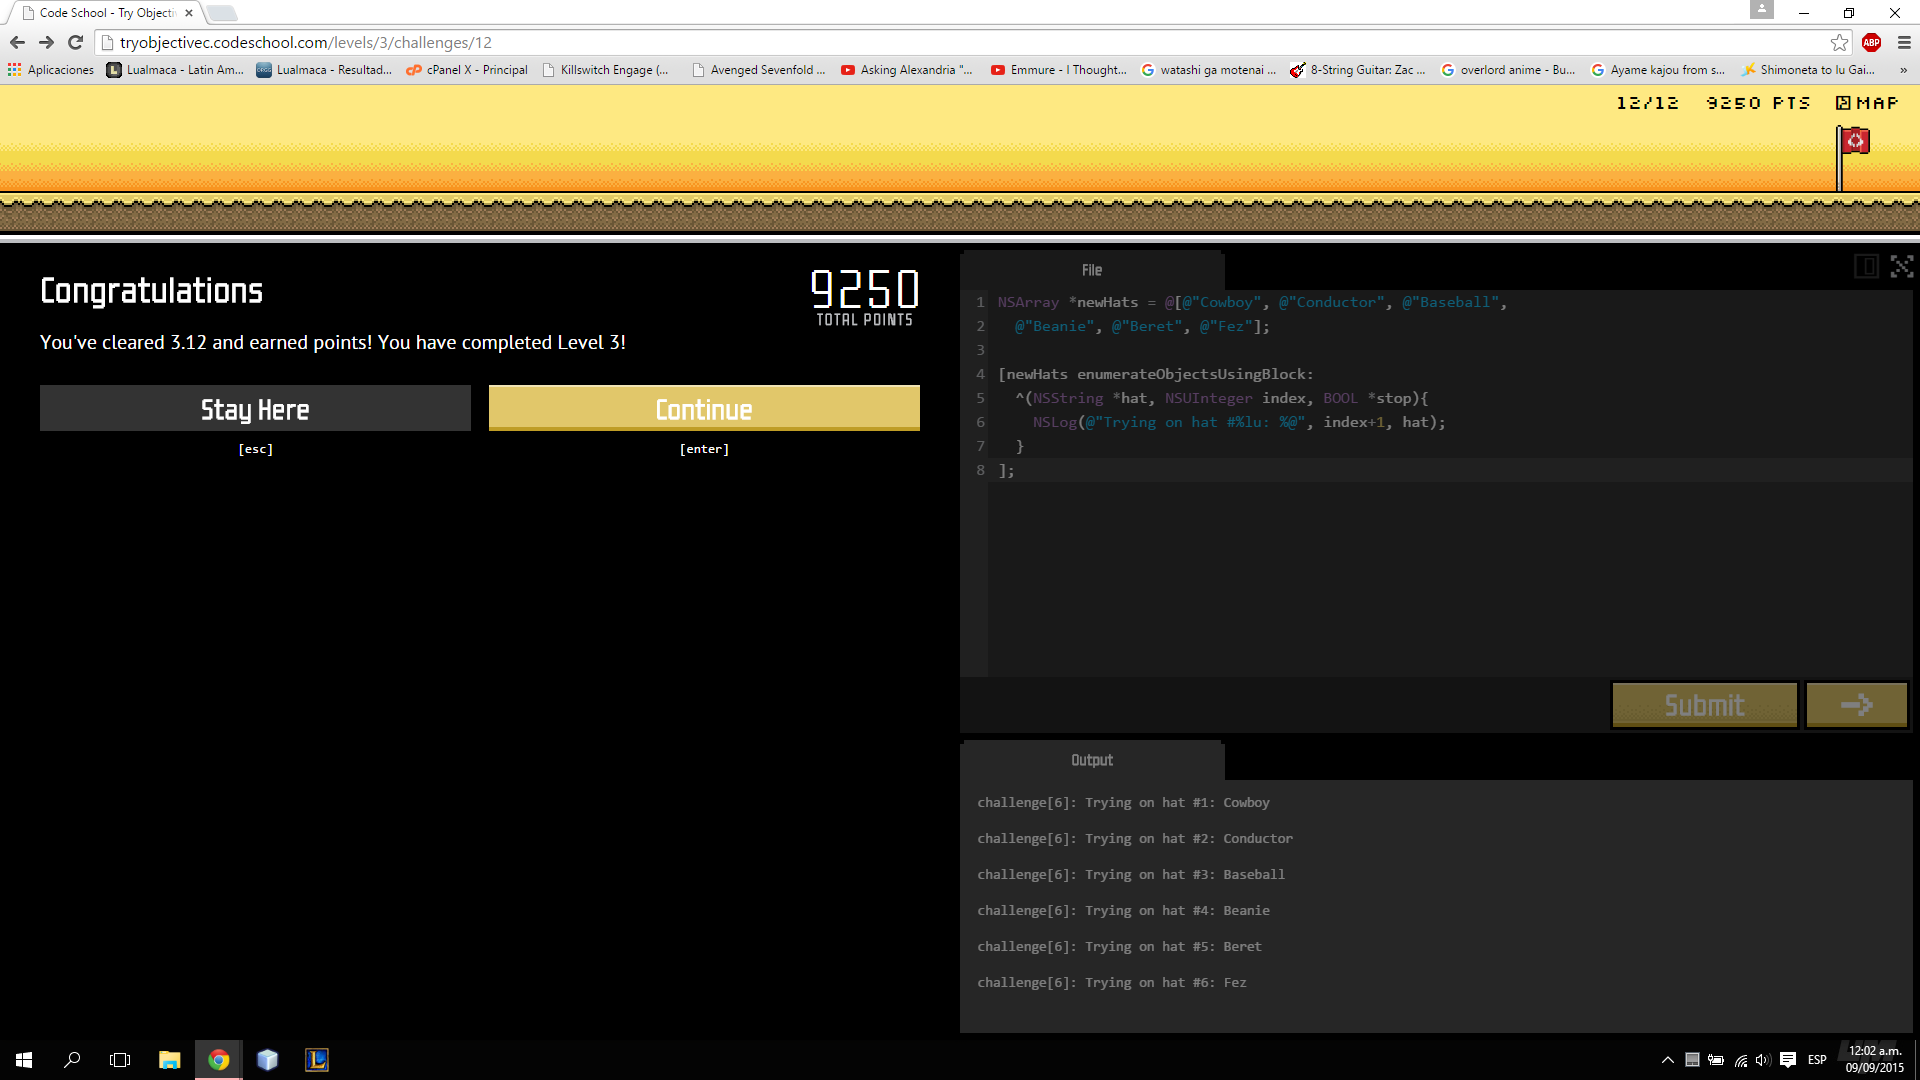 Code School - Try Objecti
tryobjectivec.codeschool.com/levels/3/challenges/12
ABP
Aplicaciones
Lualmaca - Latin Am...
Lualmaca - Resultad...
cPanel X - Principal
Killswitch Engage (...
Avenged Sevenfold ...
Asking Alexandria "...
Emmure - I Thought...
watashi ga motenai ...
8-String Guitar: Zac ...
overlord anime - Bu...
Ayame kajou from s...
Shimoneta to Iu Gai...
»
12/12 9250 PTS MAP
Congratulations
9250
TOTAL POINTS
You've cleared 3.12 and earned points! You have completed Level 3!
Stay Here
[esc]
Continue
[enter]
File
1 NSArray *newHats = @[@"Cowboy", @"Conductor", @"Baseball",
2 @"Beanie", @"Beret", @"Fez"];
3
4 [newHats enumerateObjectsUsingBlock:
5 ^(NSString *hat, NSUInteger index, BOOL *stop){
6 NSLog(@"Trying on hat #%lu: %@", index+1, hat);
7 }
8 ];
Submit
Output
challenge[6]: Trying on hat #1: Cowboy
challenge[6]: Trying on hat #2: Conductor
challenge[6]: Trying on hat #3: Baseball
challenge[6]: Trying on hat #4: Beanie
challenge[6]: Trying on hat #5: Beret
challenge[6]: Trying on hat #6: Fez
ESP
12:02 a.m.
09/09/2015